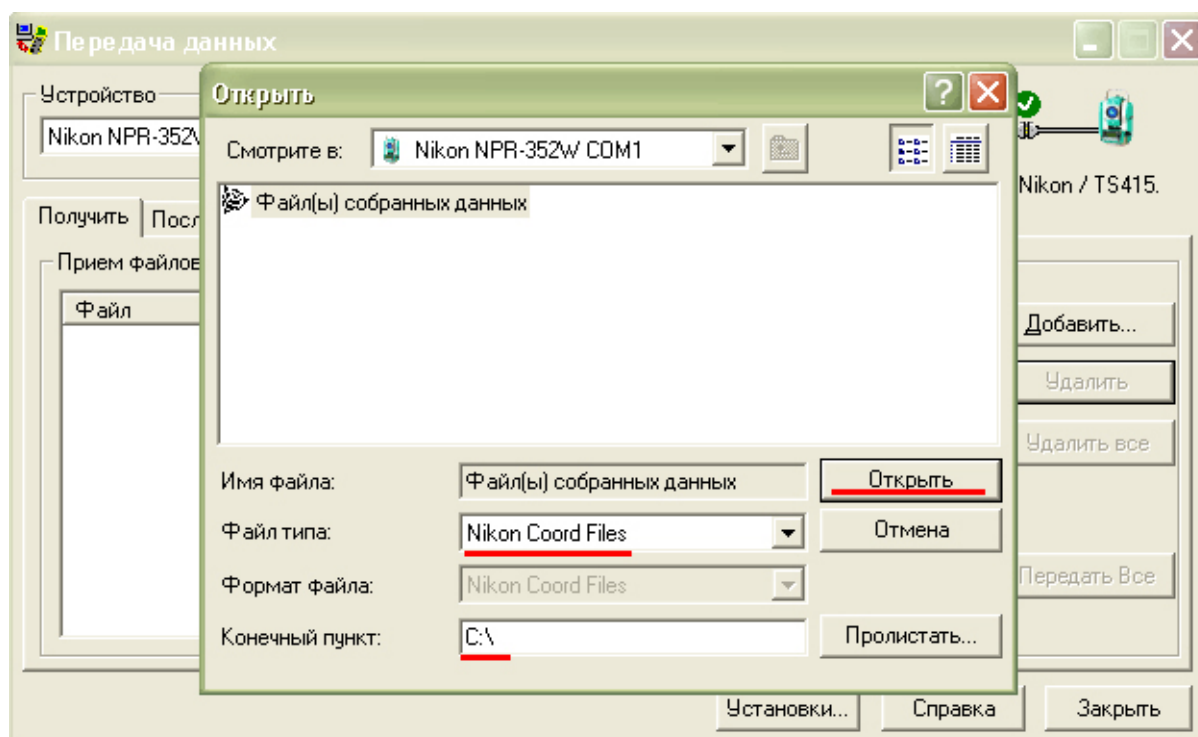 Передача данных
Устройство
Открыть
Nikon NPR-352W
Смотрите в:
Nikon NPR-352W COM1
Nikon / TS415.
Файл(ы) собранных данных
Получить
Посл
Прием файлов
Файл
Добавить...
Удалить
Удалить все
Имя файла:
Файл(ы) собранных данных
Открыть
Файл типа:
Nikon Coord Files
Отмена
Формат файла:
Nikon Coord Files
Передать Все
Конечный пункт:
C:\
Пролистать...
Установки...
Справка
Закрыть